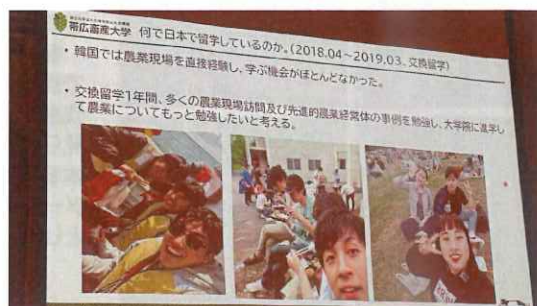 帯広畜産大学 何で日本で留学しているのか。(2018.04~2019.03、交換留学)
・韓国では農業現場を直接経験し、学ぶ機会がほとんどなかった。
・交換留学1年間、多くの農業現場訪問及び先進的農業経営体の事例を勉強し、大学院に進学し
て農業についてもっと勉強したいと考える。